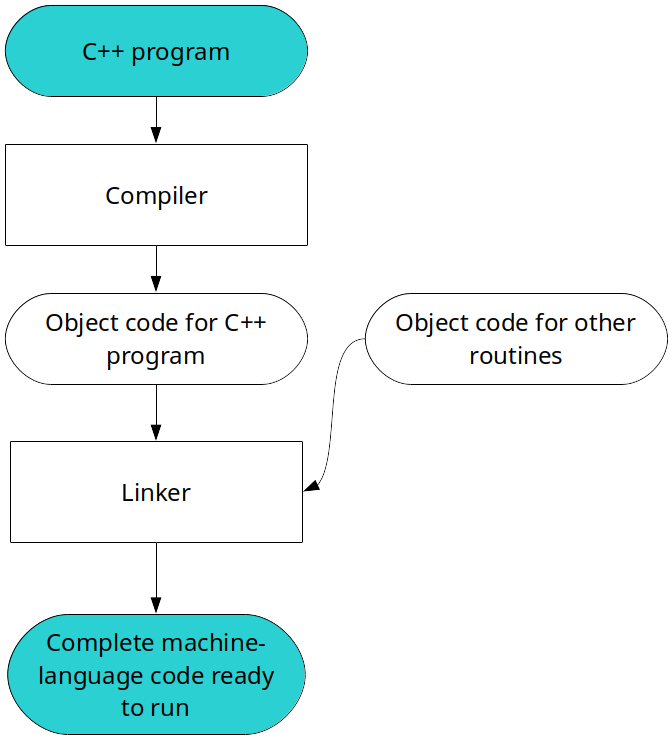 C++ program
Compiler
Object code for C++
program
Object code for other
routines
Linker
Complete machine-
language code ready
to run